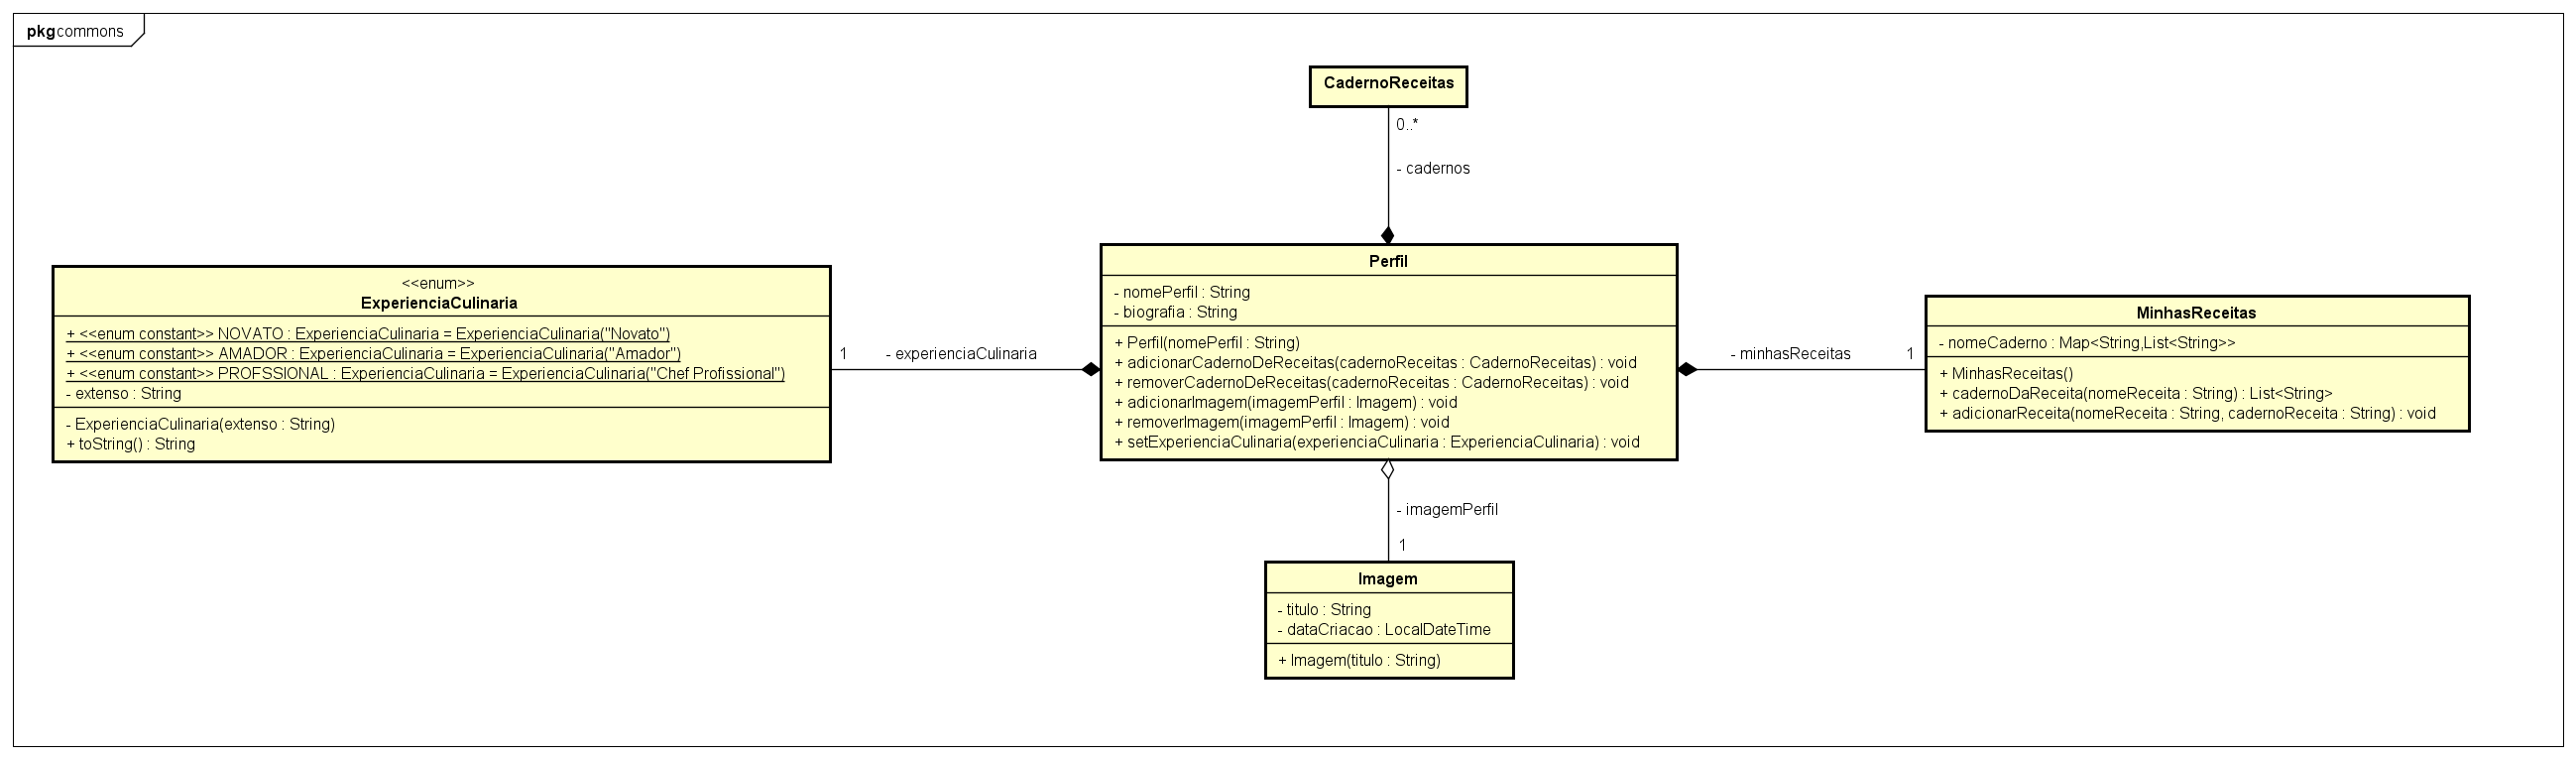 pkg commons
CadernoReceitas
0..*
- cadernos
<<enum>>
ExperienciaCulinaria
+ <<enum constant>> NOVATO : ExperienciaCulinaria = ExperienciaCulinaria("Novato")
+ <<enum constant>> AMADOR : ExperienciaCulinaria = ExperienciaCulinaria("Amador")
+ <<enum constant>> PROFSSIONAL : ExperienciaCulinaria = ExperienciaCulinaria("Chef Profissional")
- extenso : String
- ExperienciaCulinaria(extenso : String)
+ toString() : String
1
- experienciaCulinaria
Perfil
- nomePerfil : String
- biografia : String
+ Perfil(nomePerfil : String)
+ adicionarCadernoDeReceitas(cadernoReceitas : CadernoReceitas) : void
+ removerCadernoDeReceitas(cadernoReceitas : CadernoReceitas) : void
+ adicionarImagem(imagemPerfil : Imagem) : void
+ removerImagem(imagemPerfil : Imagem) : void
+ setExperienciaCulinaria(experienciaCulinaria : ExperienciaCulinaria) : void
- minhasReceitas
1
MinhasReceitas
- nomeCaderno : Map<String,List<String>>
+ MinhasReceitas()
+ cadernoDaReceita(nomeReceita : String) : List<String>
+ adicionarReceita(nomeReceita : String, cadernoReceita : String) : void
- imagemPerfil
1
Imagem
- titulo : String
- dataCriacao : LocalDateTime
+ Imagem(titulo : String)